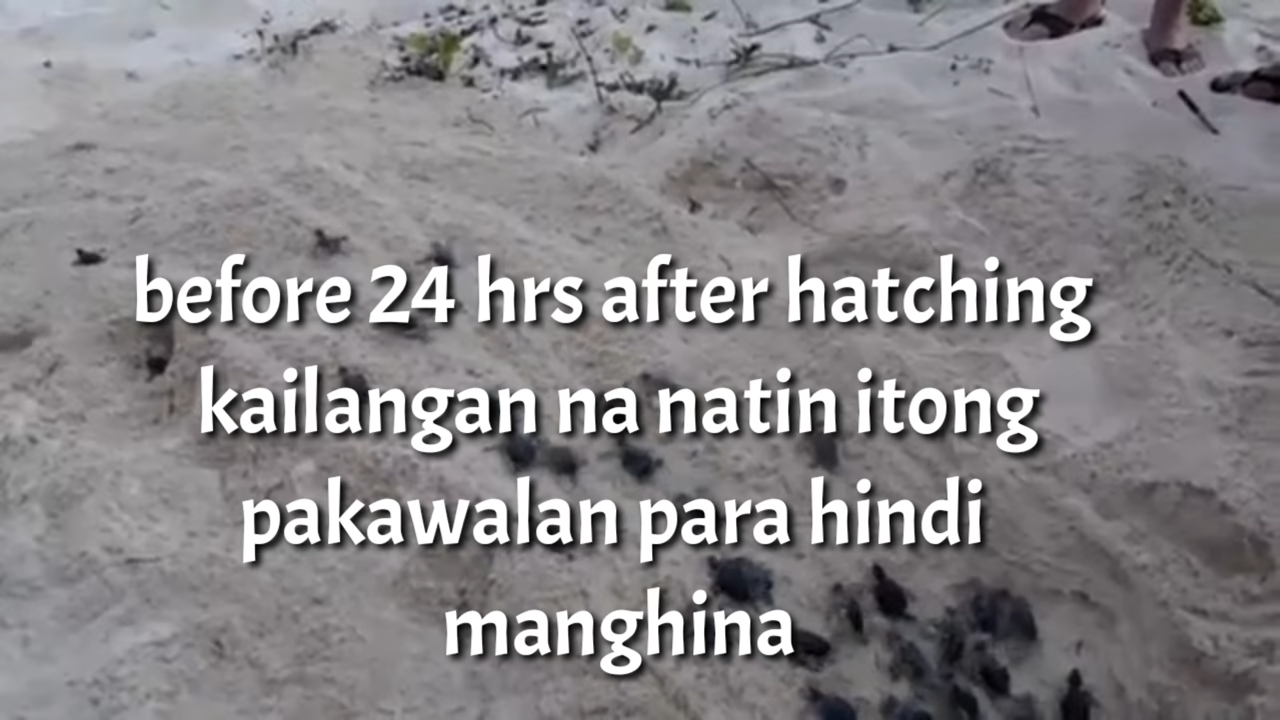 before 24 hrs after hatching
kailangan na natin itong
pakawalan para hindi
manghina